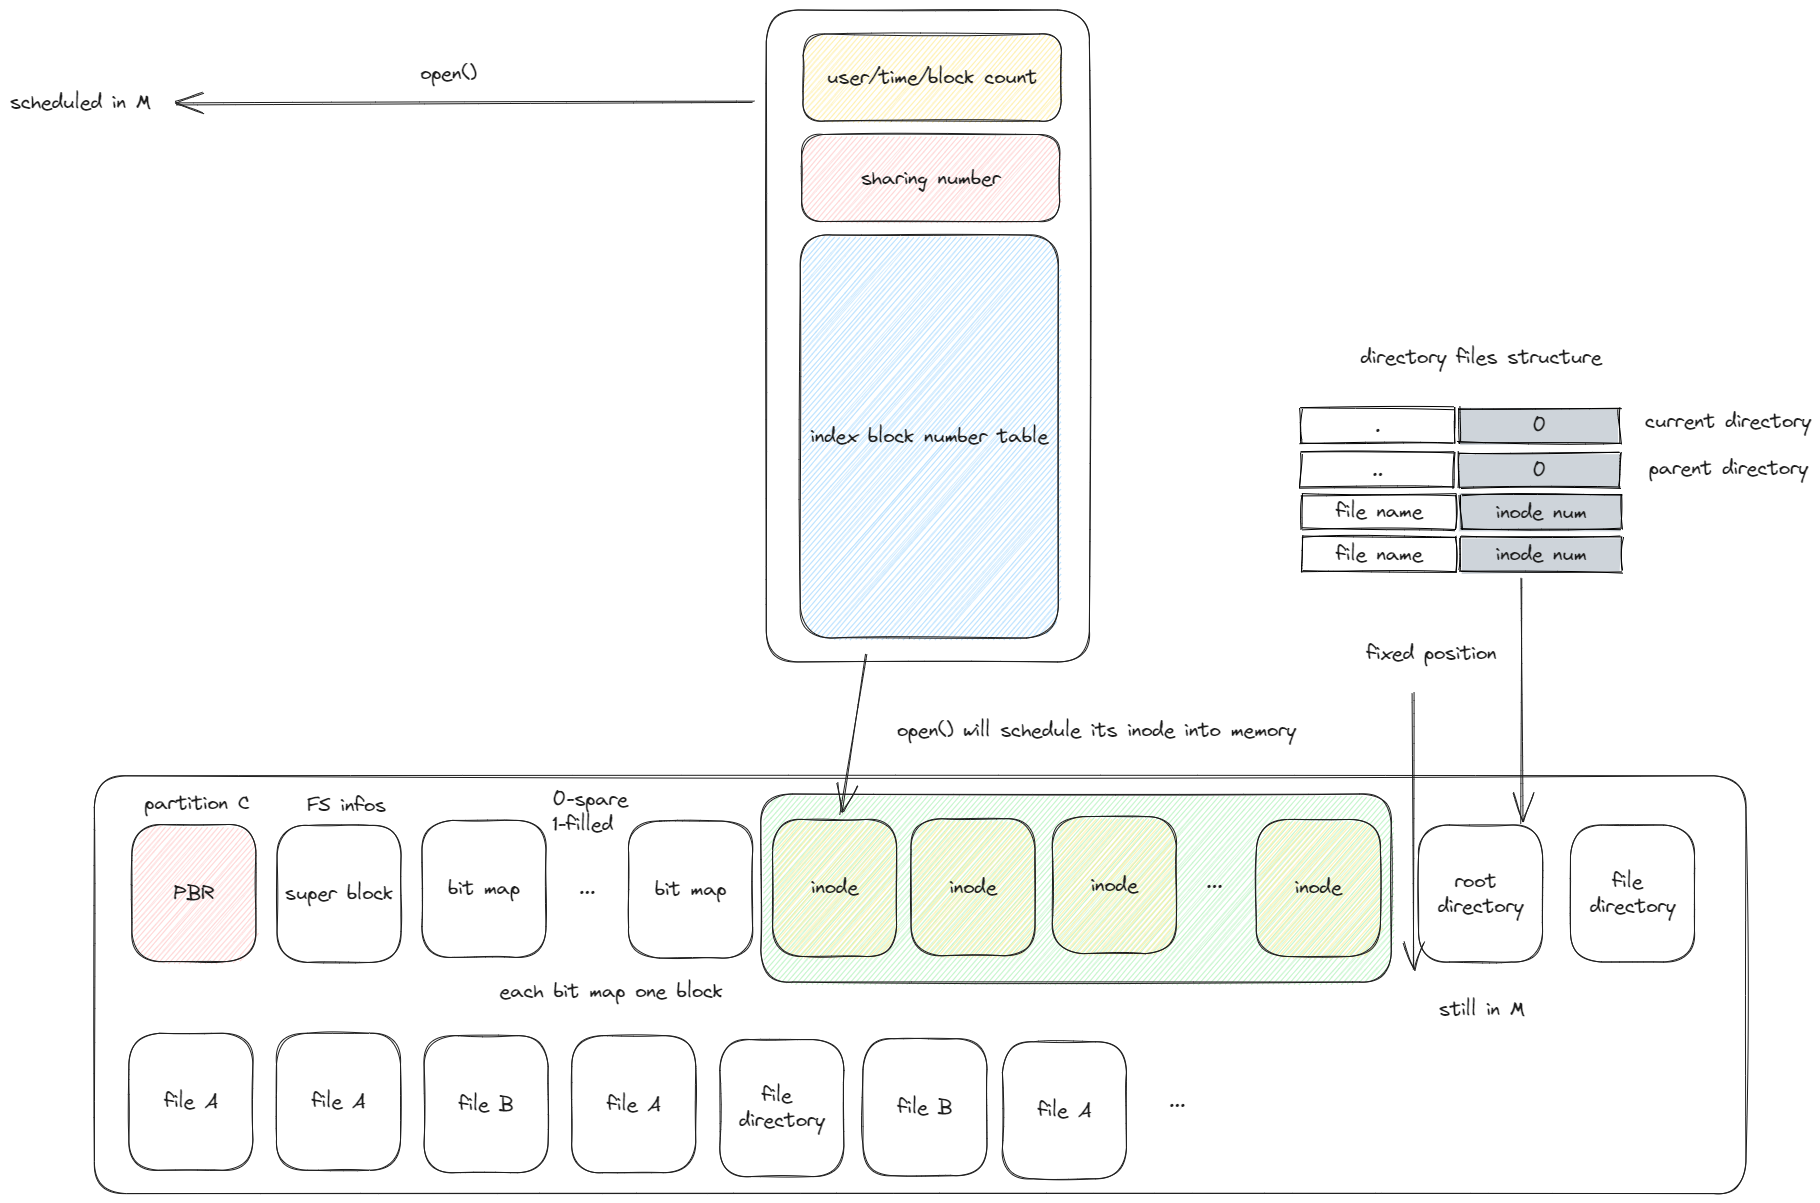 open()
scheduled in M
user/time/block count
sharing number
index block number table
directory files structure
. 0 current directory
.. 0 parent directory
file name inode num
file name inode num
fixed position
open() will schedule its inode into memory
partition C
FS infos
0-spare
1-filled
PBR
super block
bit map
...
bit map
inode
inode
inode
...
inode
root
directory
file
directory
each bit map one block
still in M
file A
file A
file B
file A
file
directory
file B
file A
...